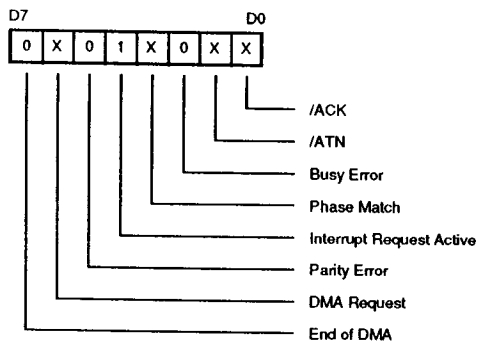 D7 D0
0 X 0 1 X 0 X X
/ACK
/ATN
Busy Error
Phase Match
Interrupt Request Active
Parity Error
DMA Request
End of DMA